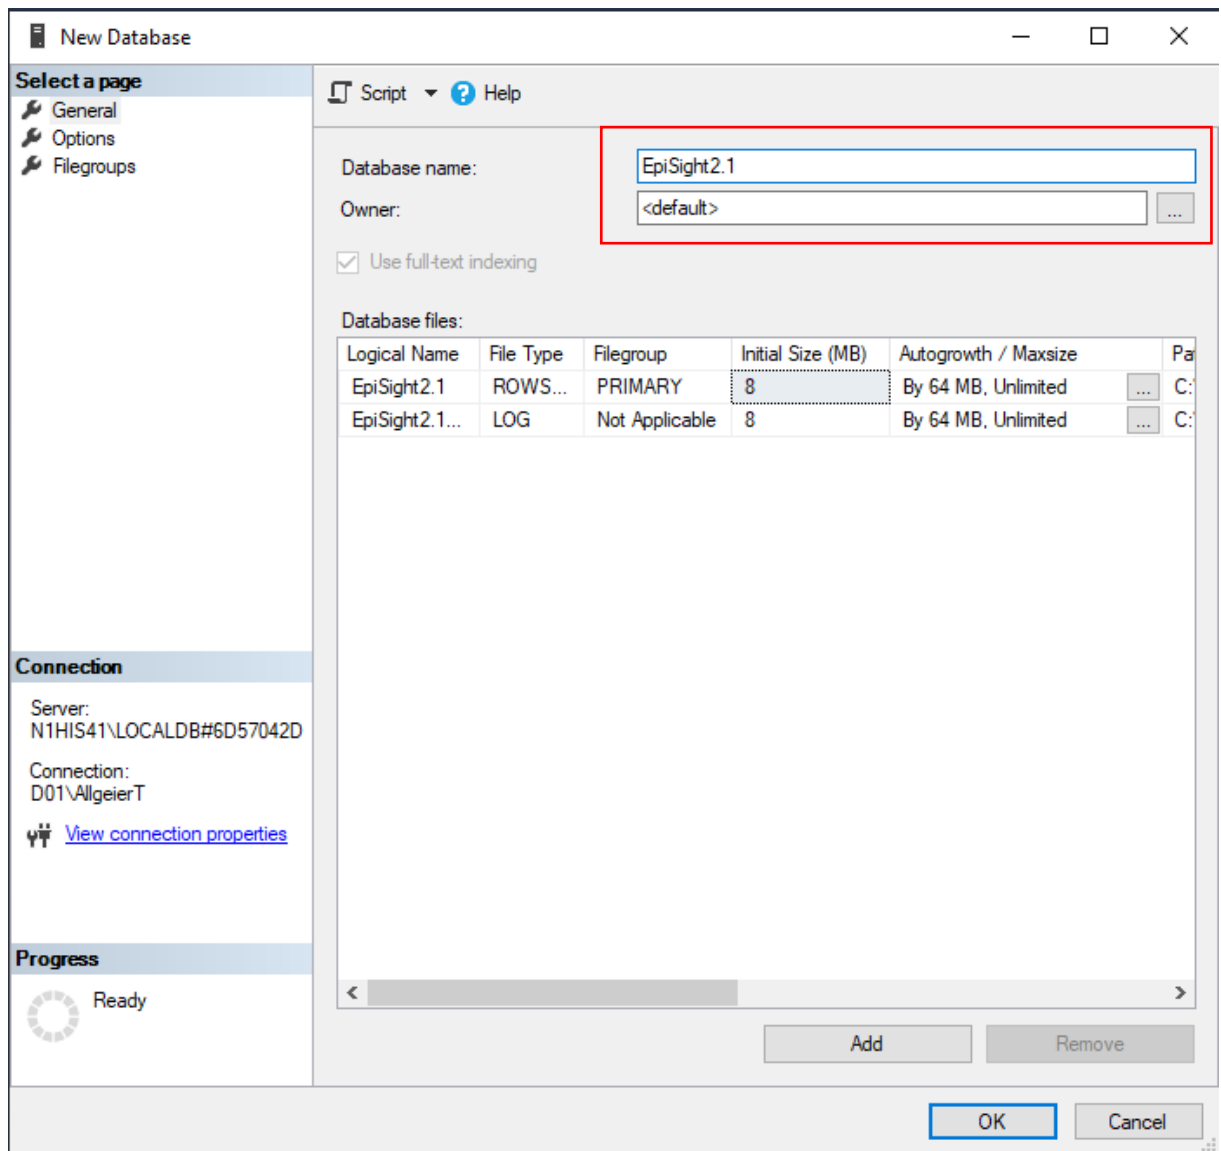 New Database
Select a page
General
Options
Filegroups
Script
Help
Database name:
EpiSight2.1
Owner:
<default>
...
Use full-text indexing
Database files:
Logical Name File Type Filegroup Initial Size (MB) Autogrowth / Maxsize
EpiSight2.1 ROWS... PRIMARY 8 By 64 MB, Unlimited ... C:
EpiSight2.1... LOG Not Applicable 8 By 64 MB, Unlimited ... C:
Connection
Server:
N1HIS41\LOCALDB#6D57042D
Connection:
D01\AllgeierT
View connection properties
Progress
Ready
Add
Remove
OK
Cancel